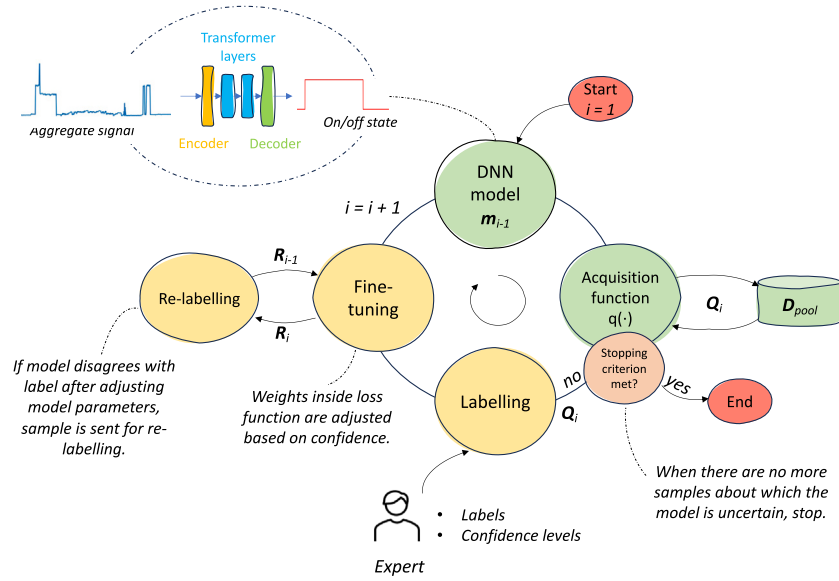 Transformer
layers
Aggregate signal
Encoder
Decoder
On/off state
Start
i = 1
DNN
model
m_{i-1}
i = i + 1
Re-labelling
R_{i-1}
R_i
Fine-
tuning
Acquisition
function
q(·)
Q_i
D_{pool}
Stopping
criterion
met?
no
yes
Q_i
End
Labelling
If model disagrees with
label after adjusting
model parameters,
sample is sent for re-
labelling.
Weights inside loss
function are adjusted
based on confidence.
When there are no more
samples about which the
model is uncertain, stop.
• Labels
• Confidence levels
Expert